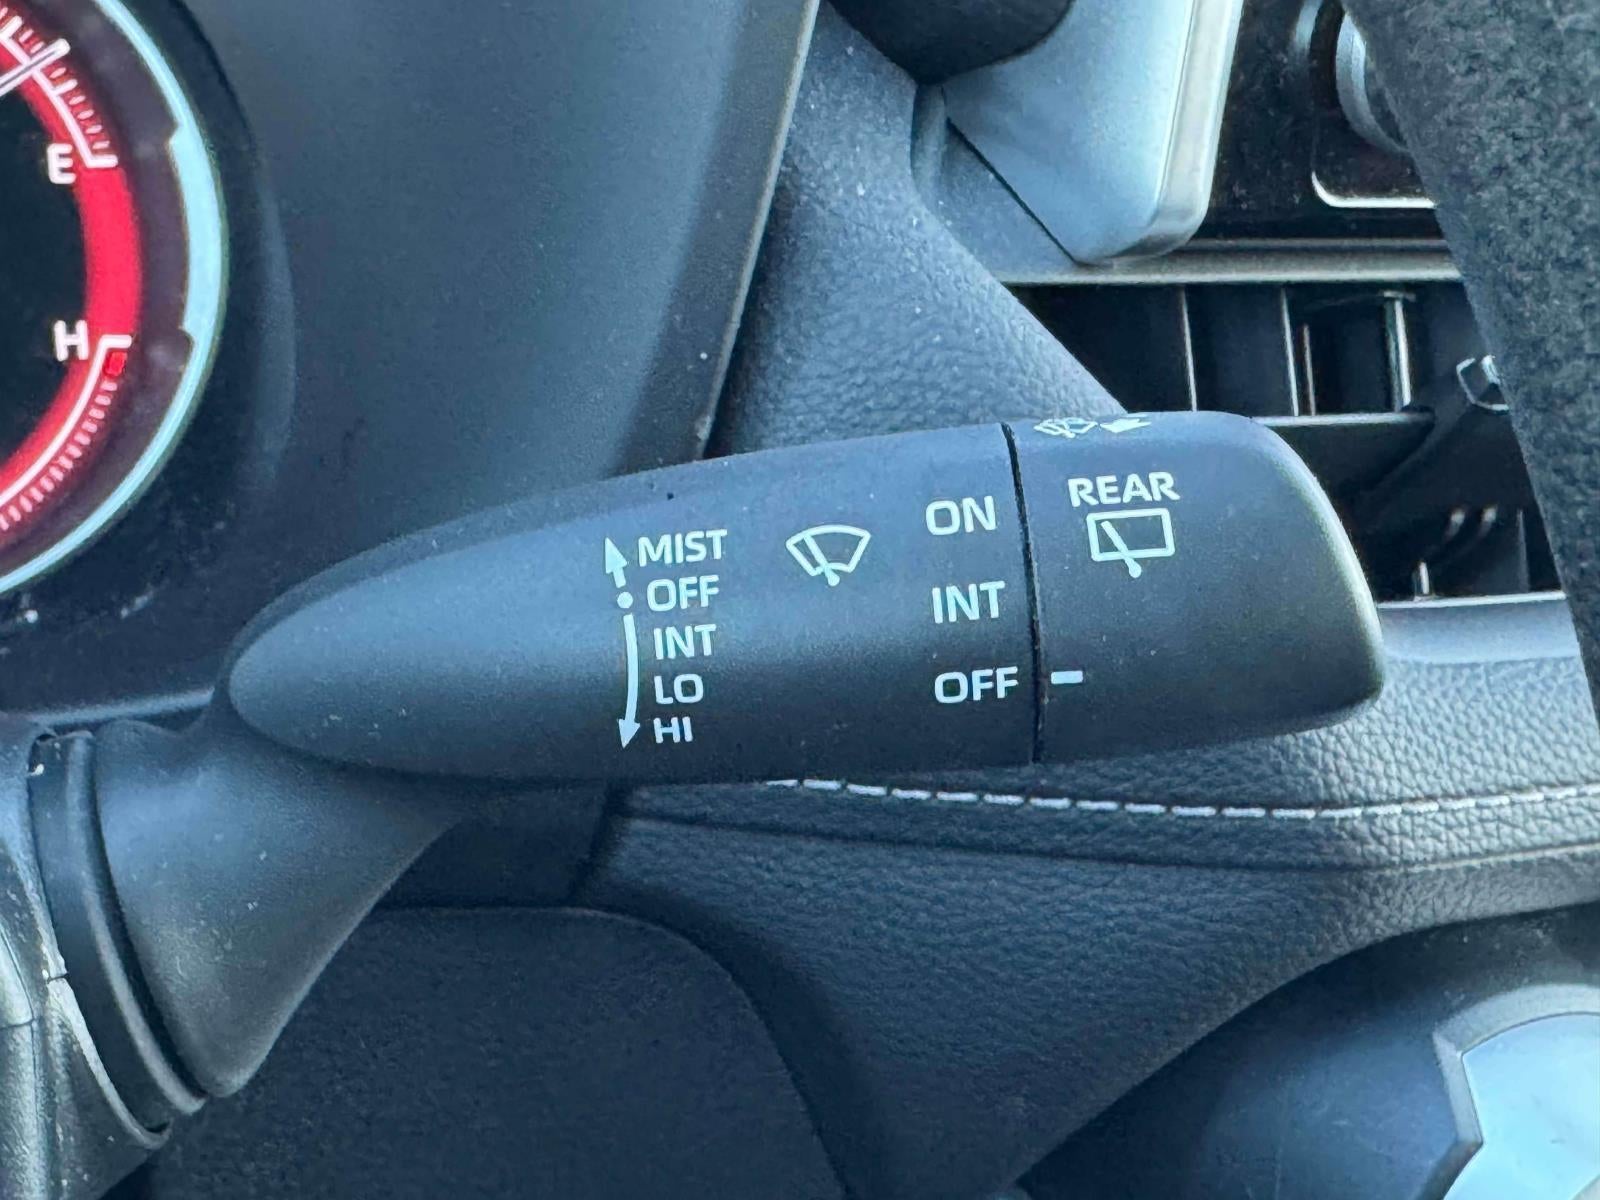 E
H
MIST
OFF
INT
LO
HI
ON
INT
OFF
REAR